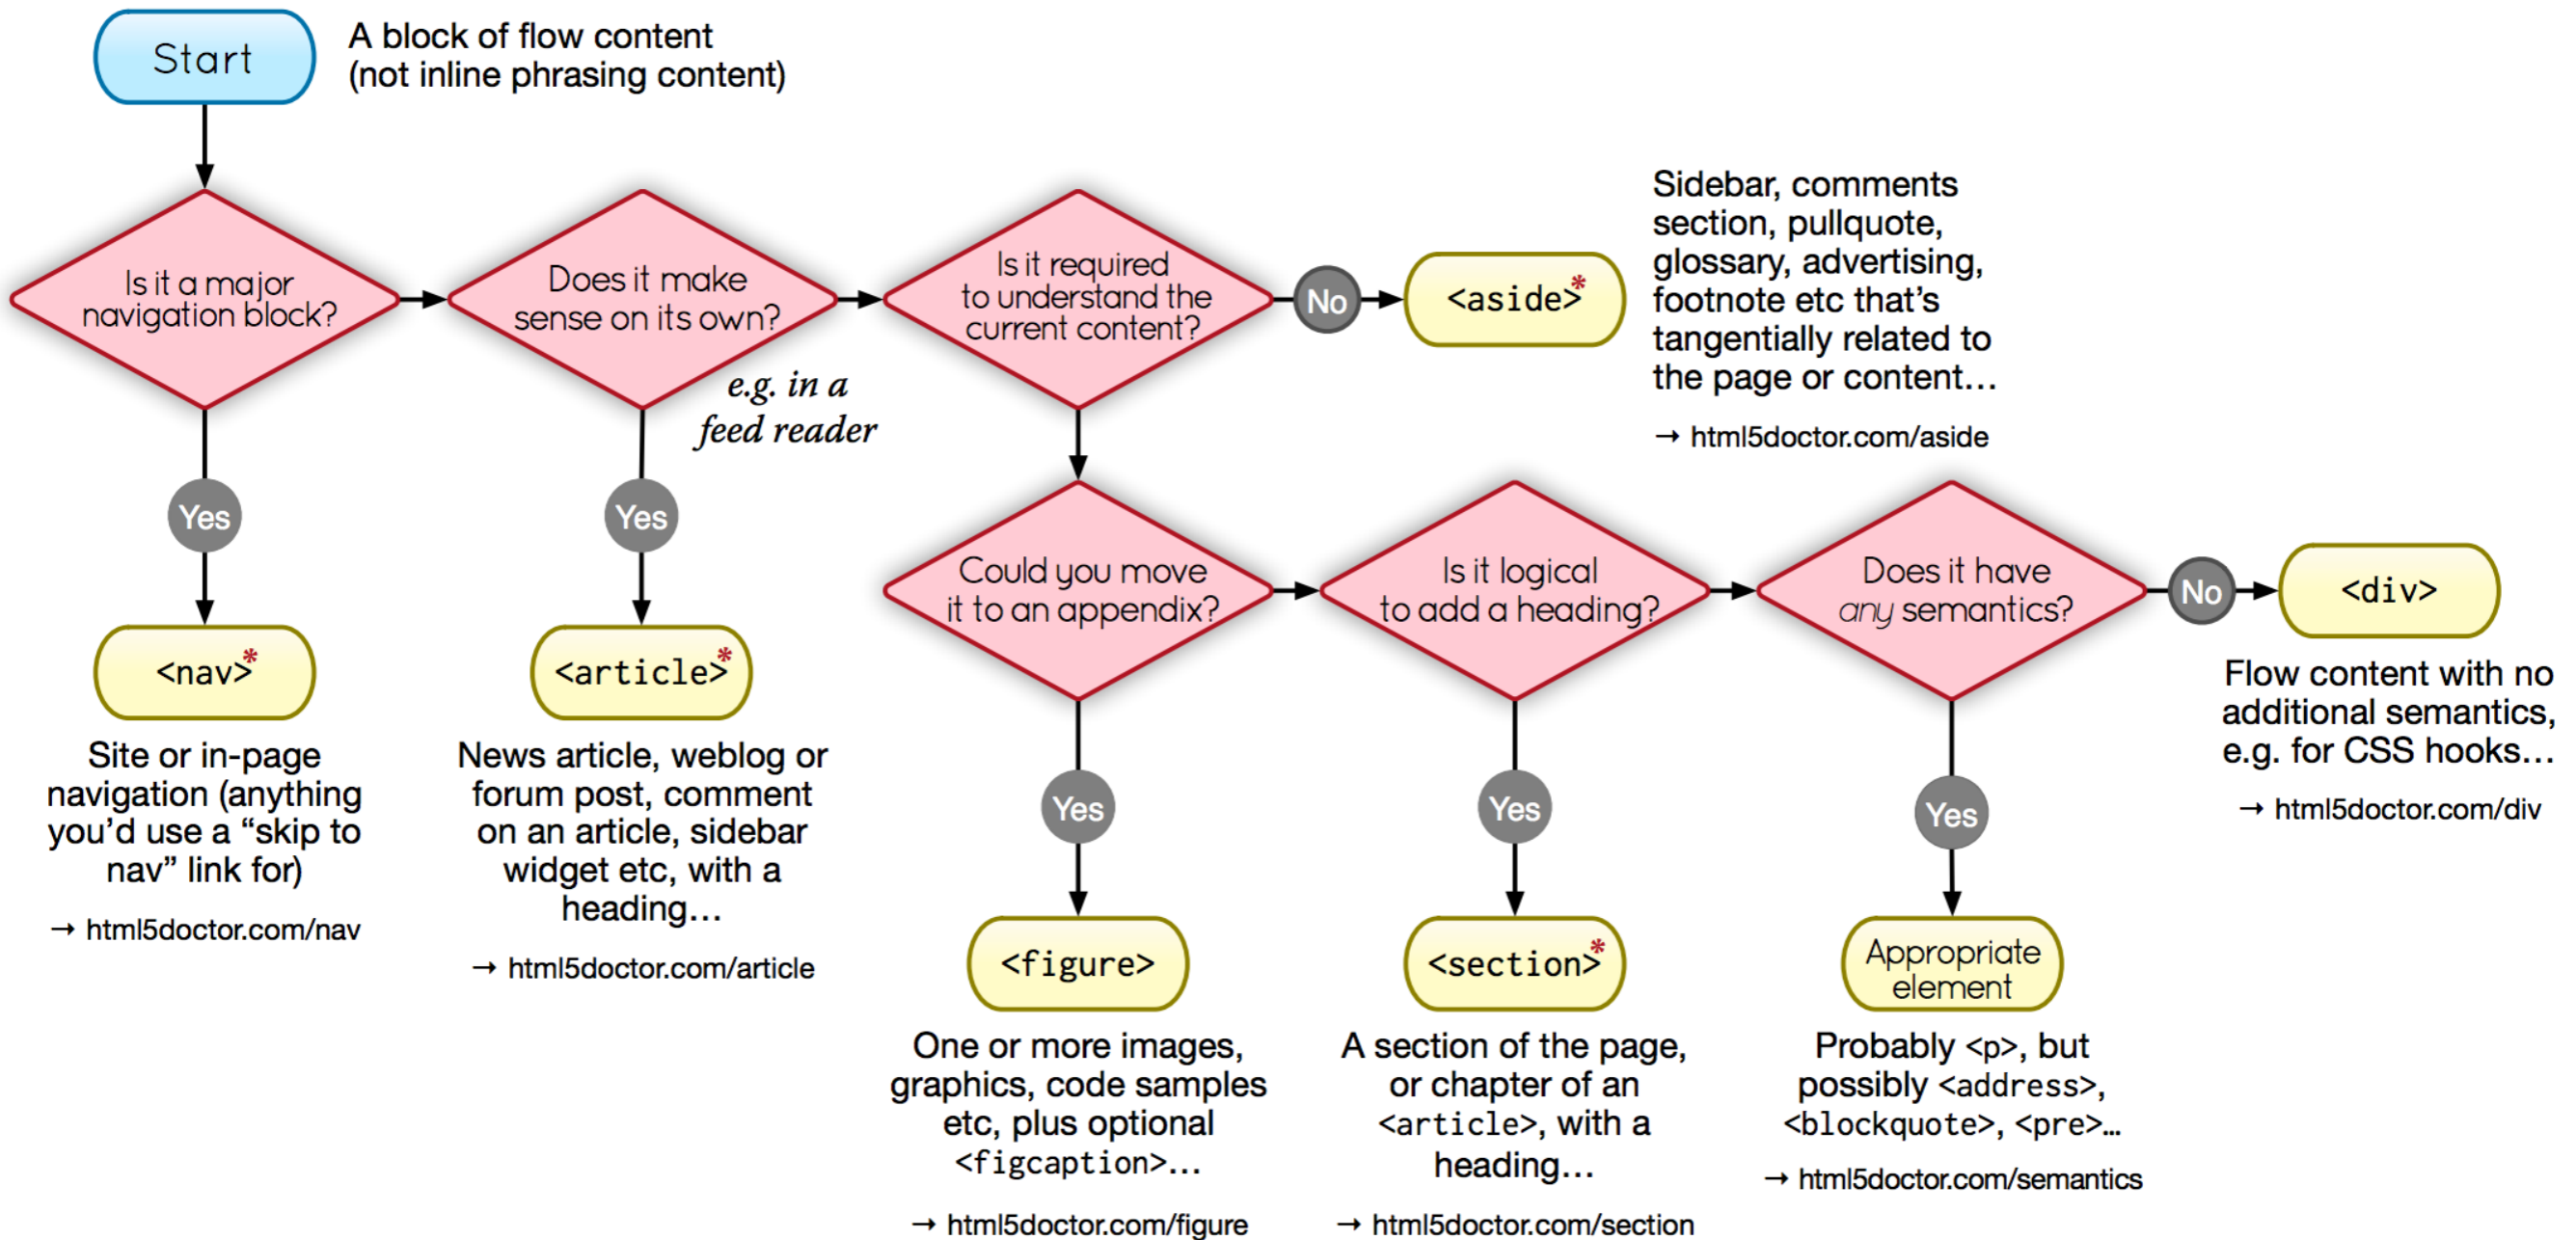 Start
A block of flow content
(not inline phrasing content)
Is it a major
navigation block?
Does it make
sense on its own?
e.g. in a
feed reader
Is it required
to understand the
current content?
No
<aside>*
Sidebar, comments
section, pullquote,
glossary, advertising,
footnote etc that’s
tangentially related to
the page or content…
→ html5doctor.com/aside
Yes
<nav>*
Site or in-page
navigation (anything
you’d use a “skip to
nav” link for)
→ html5doctor.com/nav
Yes
<article>*
News article, weblog or
forum post, comment
on an article, sidebar
widget etc, with a
heading…
→ html5doctor.com/article
Could you move
it to an appendix?
Is it logical
to add a heading?
Does it have
any semantics?
No
<div>
Flow content with no
additional semantics,
e.g. for CSS hooks…
→ html5doctor.com/div
Yes
<figure>
One or more images,
graphics, code samples
etc, plus optional
<figcaption>…
→ html5doctor.com/figure
Yes
<section>*
A section of the page,
or chapter of an
<article>, with a
heading…
→ html5doctor.com/section
Yes
Appropriate
element
Probably <p>, but
possibly <address>,
<blockquote>, <pre>…
→ html5doctor.com/semantics